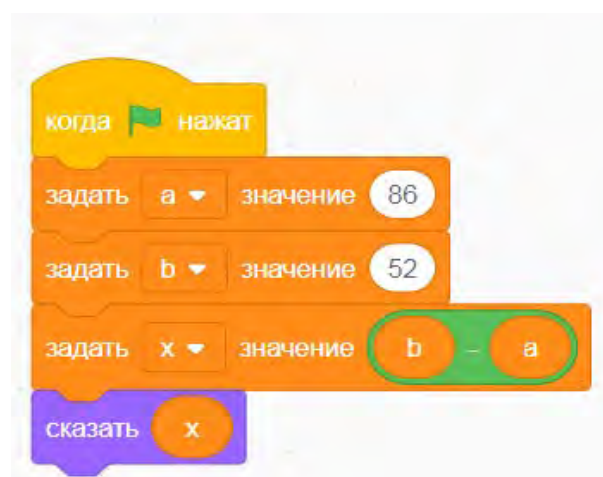 когда нажат
задать a значение 86
задать b значение 52
задать x значение b - a
сказать x